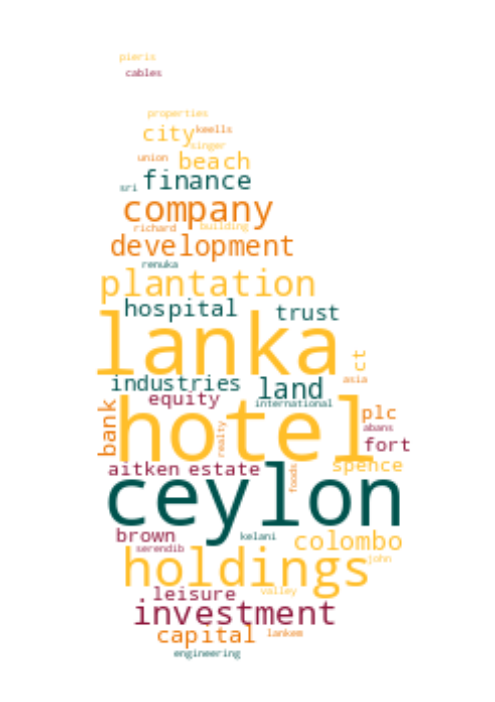 pieris
cables
properties
city keells
singer
union beach
sri finance
company
richard building
development
renuka
plantation
hospital trust
lanka
ct
industries land asia
equity international
bank hotel plc
realty abans
fort
aitken estate spence
foods
ceylon
brown kelani colombo
serendib
holdings john
leisure valley
investment
capital lankem
engineering